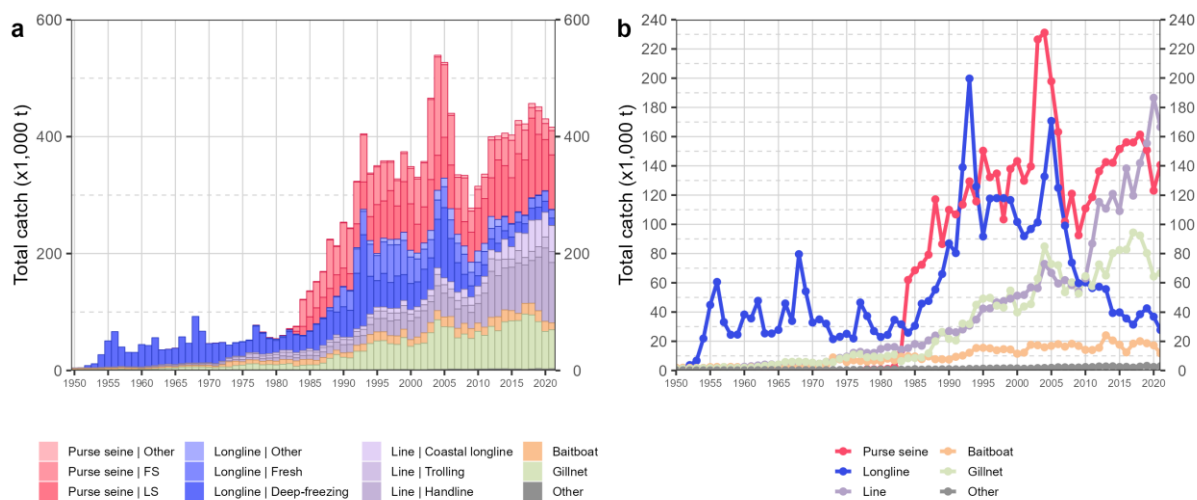 a
Total catch (x1,000 t)
600
400
200
0
600
400
200
0
1950 1955 1960 1965 1970 1975 1980 1985 1990 1995 2000 2005 2010 2015 2020
Purse seine | Other
Purse seine | FS
Purse seine | LS
Longline | Other
Longline | Fresh
Longline | Deep-freezing
Line | Coastal longline
Line | Trolling
Line | Handline
Baitboat
Gillnet
Other
b
Total catch (x1,000 t)
240
220
200
180
160
140
120
100
80
60
40
20
0
240
220
200
180
160
140
120
100
80
60
40
20
0
1950 1955 1960 1965 1970 1975 1980 1985 1990 1995 2000 2005 2010 2015 2020
Purse seine
Longline
Line
Baitboat
Gillnet
Other